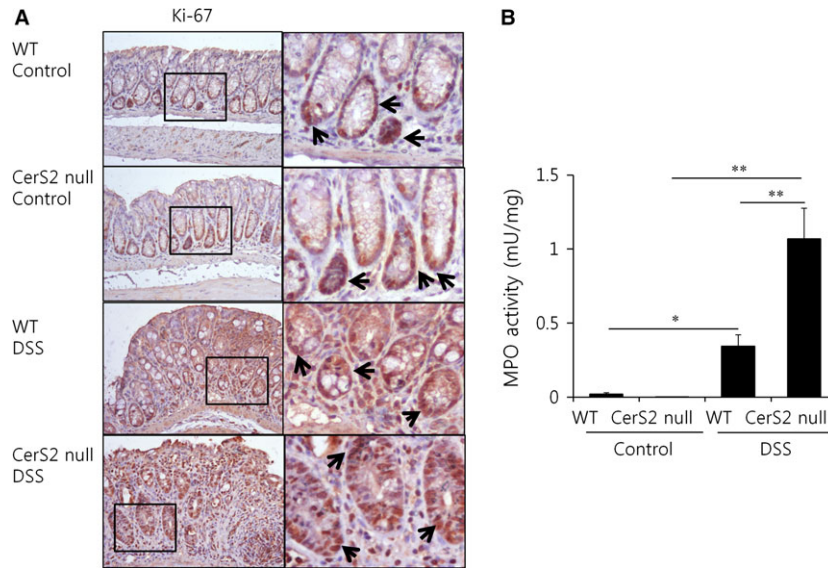 A
Ki-67
WT
Control
CerS2 null
Control
WT
DSS
CerS2 null
DSS
B
MPO activity (mU/mg)
1.5
1
0.5
0
*
**
**
WT CerS2 null WT CerS2 null
Control DSS